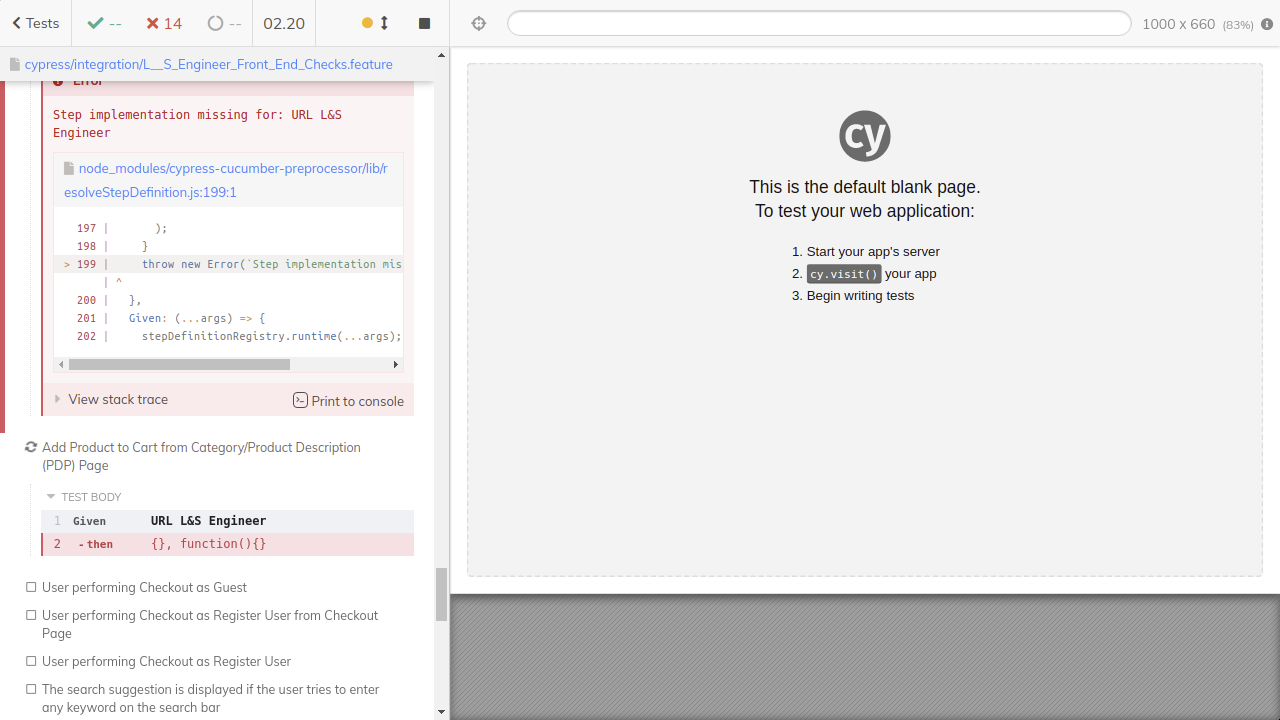 Tests
--
14
--
02.20
1000 x 660 (83%)
cypress/integration/L__S_Engineer_Front_End_Checks.feature
Error
Step implementation missing for: URL L&S
Engineer
node_modules/cypress-cucumber-preprocessor/lib/r
esolveStepDefinition.js:199:1
197 | );
198 | }
> 199 | throw new Error(`Step implementation mis
| ^
200 | },
201 | Given: (...args) => {
202 | stepDefinitionRegistry.runtime(...args);
View stack trace
Print to console
Add Product to Cart from Category/Product Description
(PDP) Page
TEST BODY
1 Given URL L&S Engineer
2 -then {}, function(){}
User performing Checkout as Guest
User performing Checkout as Register User from Checkout
Page
User performing Checkout as Register User
The search suggestion is displayed if the user tries to enter
any keyword on the search bar
cy
This is the default blank page.
To test your web application:
1. Start your app's server
2. cy.visit() your app
3. Begin writing tests